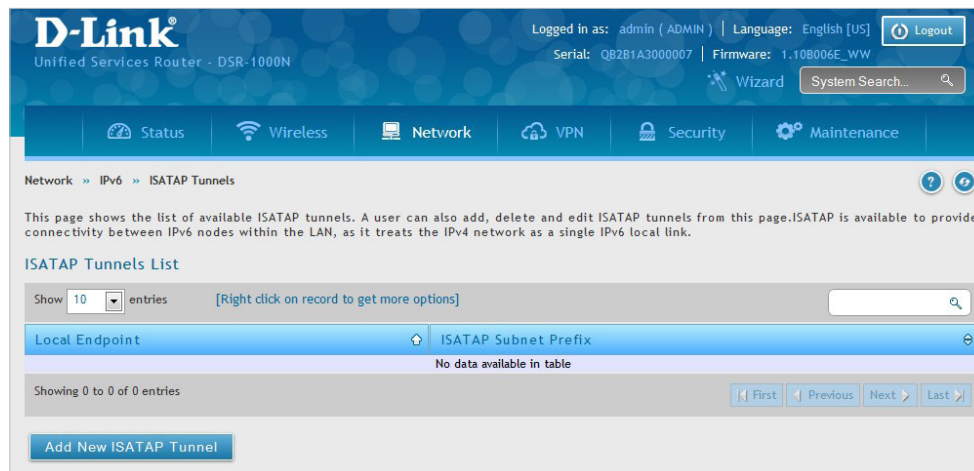 D-Link®
Unified Services Router - DSR-1000N
Logged in as: admin ( ADMIN ) | Language: English [US]
Logout
Serial: QB2B1A3000007 | Firmware: 1.10B006E_WW
Wizard
System Search...
Status
Wireless
Network
VPN
Security
Maintenance
Network » IPv6 » ISATAP Tunnels
This page shows the list of available ISATAP tunnels. A user can also add, delete and edit ISATAP tunnels from this page.ISATAP is available to provide
connectivity between IPv6 nodes within the LAN, as it treats the IPv4 network as a single IPv6 local link.
ISATAP Tunnels List
Show 10 entries
[Right click on record to get more options]
Local Endpoint
ISATAP Subnet Prefix
No data available in table
Showing 0 to 0 of 0 entries
First
Previous
Next
Last
Add New ISATAP Tunnel